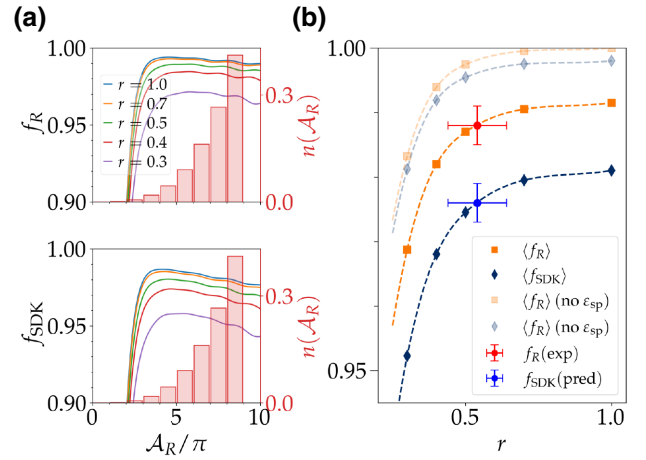 (a)
1.00
0.95
0.90
f_R
r = 1.0
r = 0.7
r = 0.5
r = 0.4
r = 0.3
0.3
0.0
n(𝒜_R)
1.00
0.95
0.90
f_SDK
0.3
0.0
n(𝒜_R)
0
5
10
𝒜_R/π
(b)
1.00
0.95
⟨f_R⟩
⟨f_SDK⟩
⟨f_R⟩ (no ε_sp)
⟨f_R⟩ (no ε_sp)
f_R(exp)
f_SDK(pred)
0.5
1.0
r